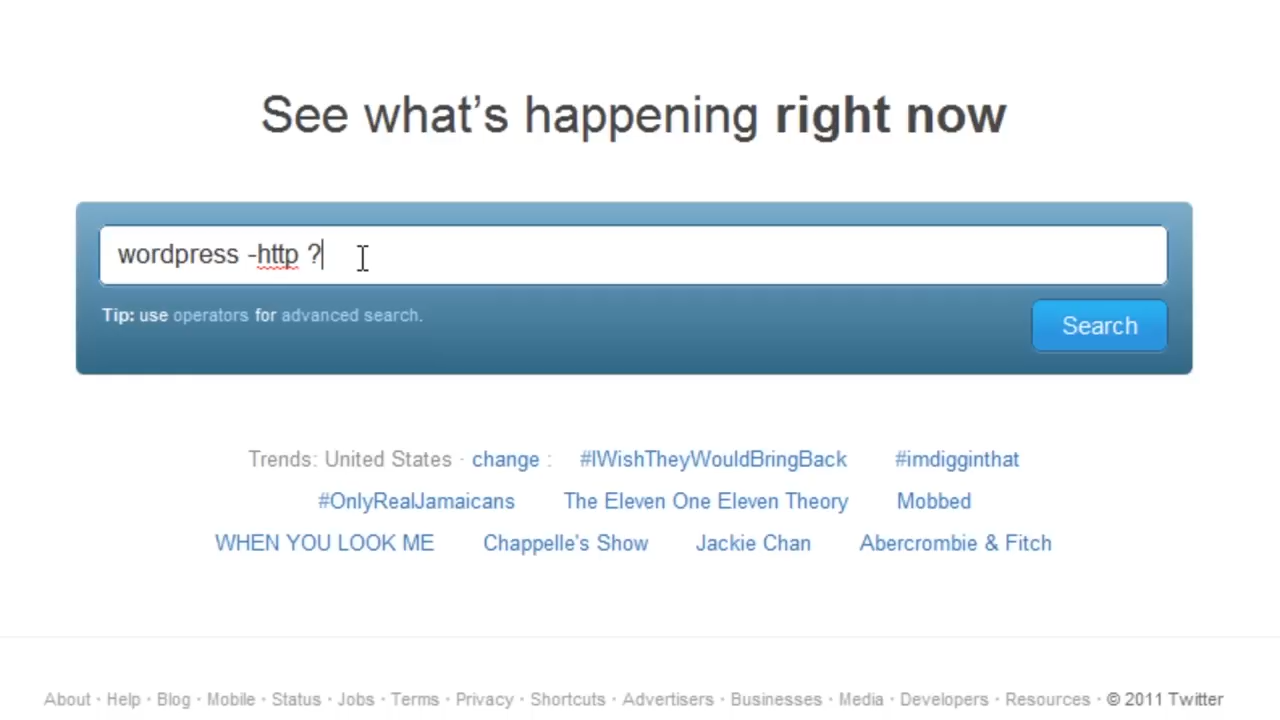 See what's happening right now
wordpress -http ?
Tip: use operators for advanced search.
Search
Trends: United States · change : #IWishTheyWouldBringBack #imdigginthat
#OnlyRealJamaicans The Eleven One Eleven Theory Mobbed
WHEN YOU LOOK ME Chappelle's Show Jackie Chan Abercrombie & Fitch
About · Help · Blog · Mobile · Status · Jobs · Terms · Privacy · Shortcuts · Advertisers · Businesses · Media · Developers · Resources · © 2011 Twitter